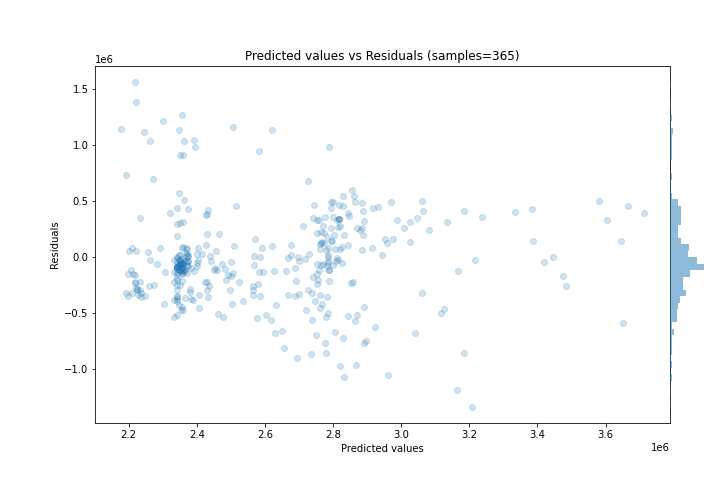 Predicted values vs Residuals (samples=365)
1e6
1.5
1.0
0.5
0.0
−0.5
−1.0
Residuals
2.2 2.4 2.6 2.8 3.0 3.2 3.4 3.6
1e6
Predicted values